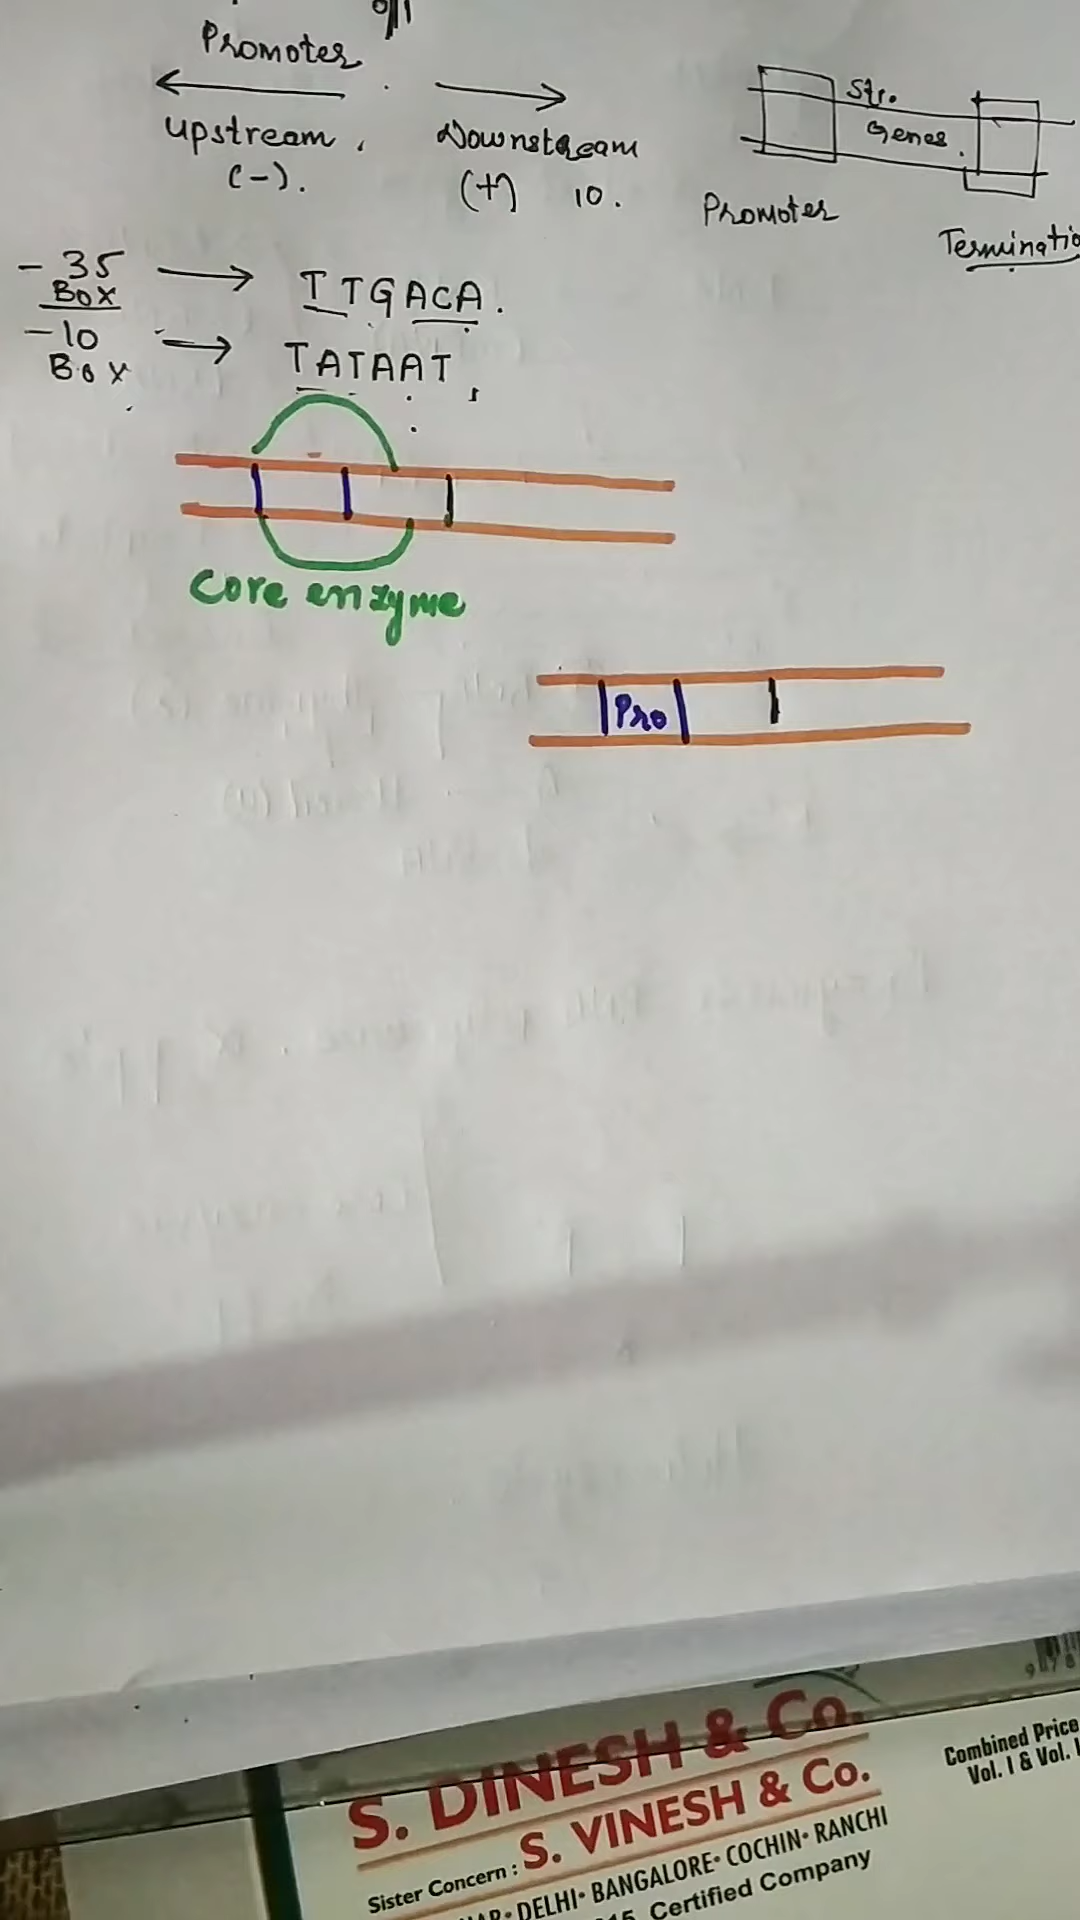 Promoter
upstream, Downstream
(-). (+) 10.
Str.
Genes.
Promoter
Terminatio
-35 → TTGACA.
Box
-10 → TATAAT,
Box
core enzyme
Pro
S. DINESH & Co.
Sister Concern : S. VINESH & Co.
DELHI• BANGALORE• COCHIN• RANCHI
Certified Company
Combined Price
Vol. I & Vol. I